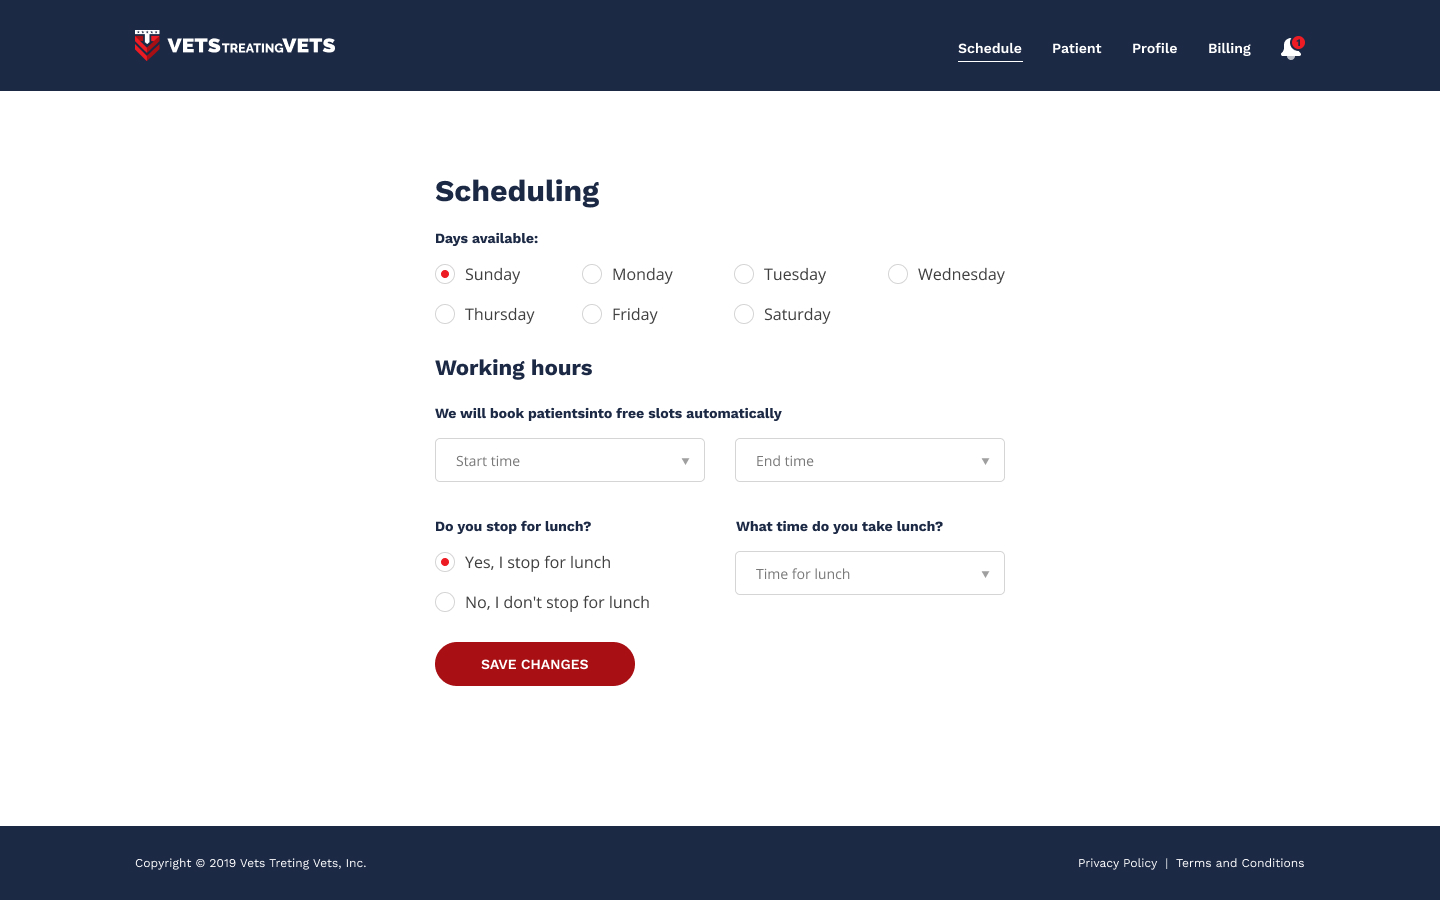 VETSTREATINGVETS
Schedule Patient Profile Billing 1
Scheduling
Days available:
Sunday Monday Tuesday Wednesday
Thursday Friday Saturday
Working hours
We will book patientsinto free slots automatically
Start time End time
Do you stop for lunch? What time do you take lunch?
Yes, I stop for lunch Time for lunch
No, I don't stop for lunch
SAVE CHANGES
Copyright © 2019 Vets Treting Vets, Inc. Privacy Policy | Terms and Conditions